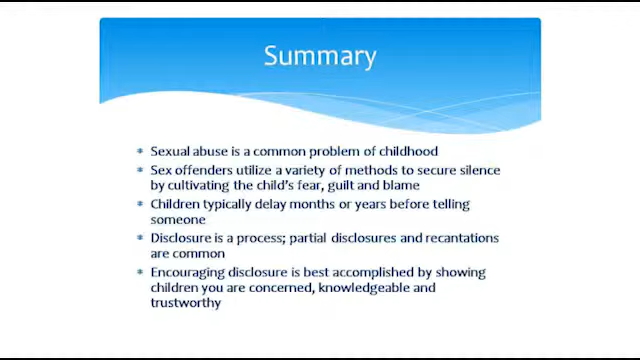 Summary
* Sexual abuse is a common problem of childhood
* Sex offenders utilize a variety of methods to secure silence
by cultivating the child's fear, guilt and blame
* Children typically delay months or years before telling
someone
* Disclosure is a process; partial disclosures and recantations
are common
* Encouraging disclosure is best accomplished by showing
children you are concerned, knowledgeable and
trustworthy